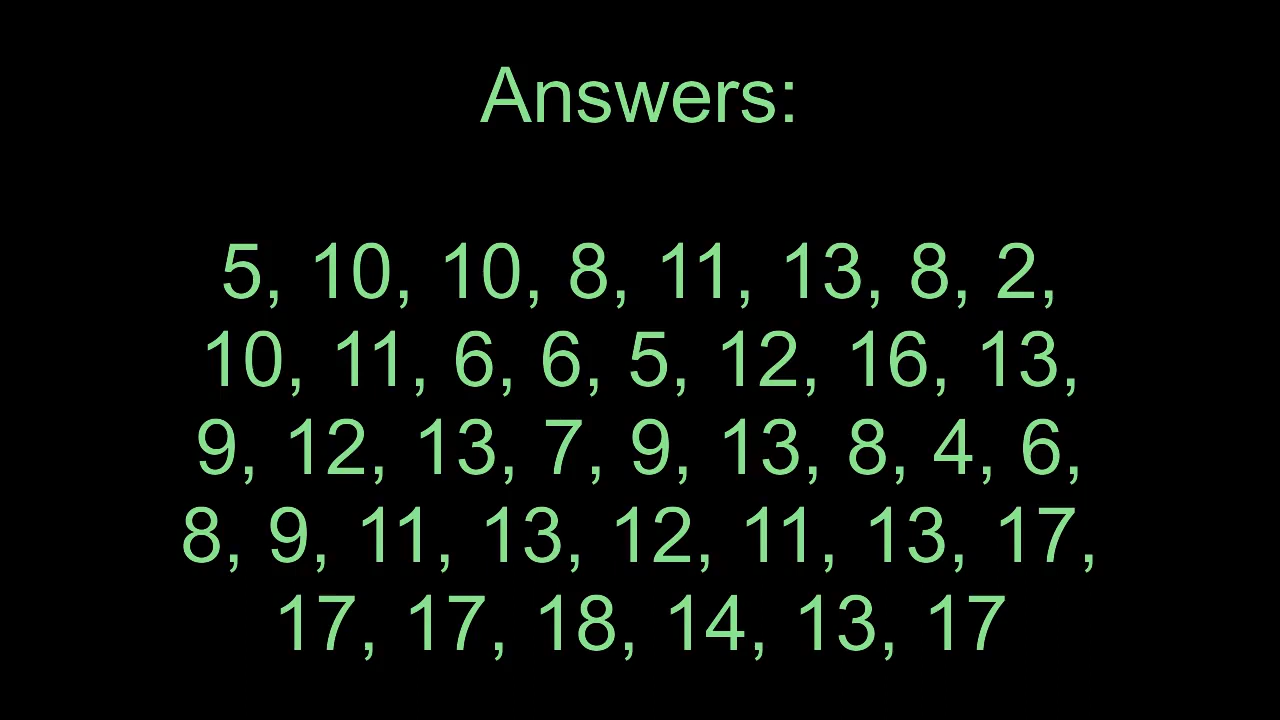 Answers:
5, 10, 10, 8, 11, 13, 8, 2,
10, 11, 6, 6, 5, 12, 16, 13,
9, 12, 13, 7, 9, 13, 8, 4, 6,
8, 9, 11, 13, 12, 11, 13, 17,
17, 17, 18, 14, 13, 17